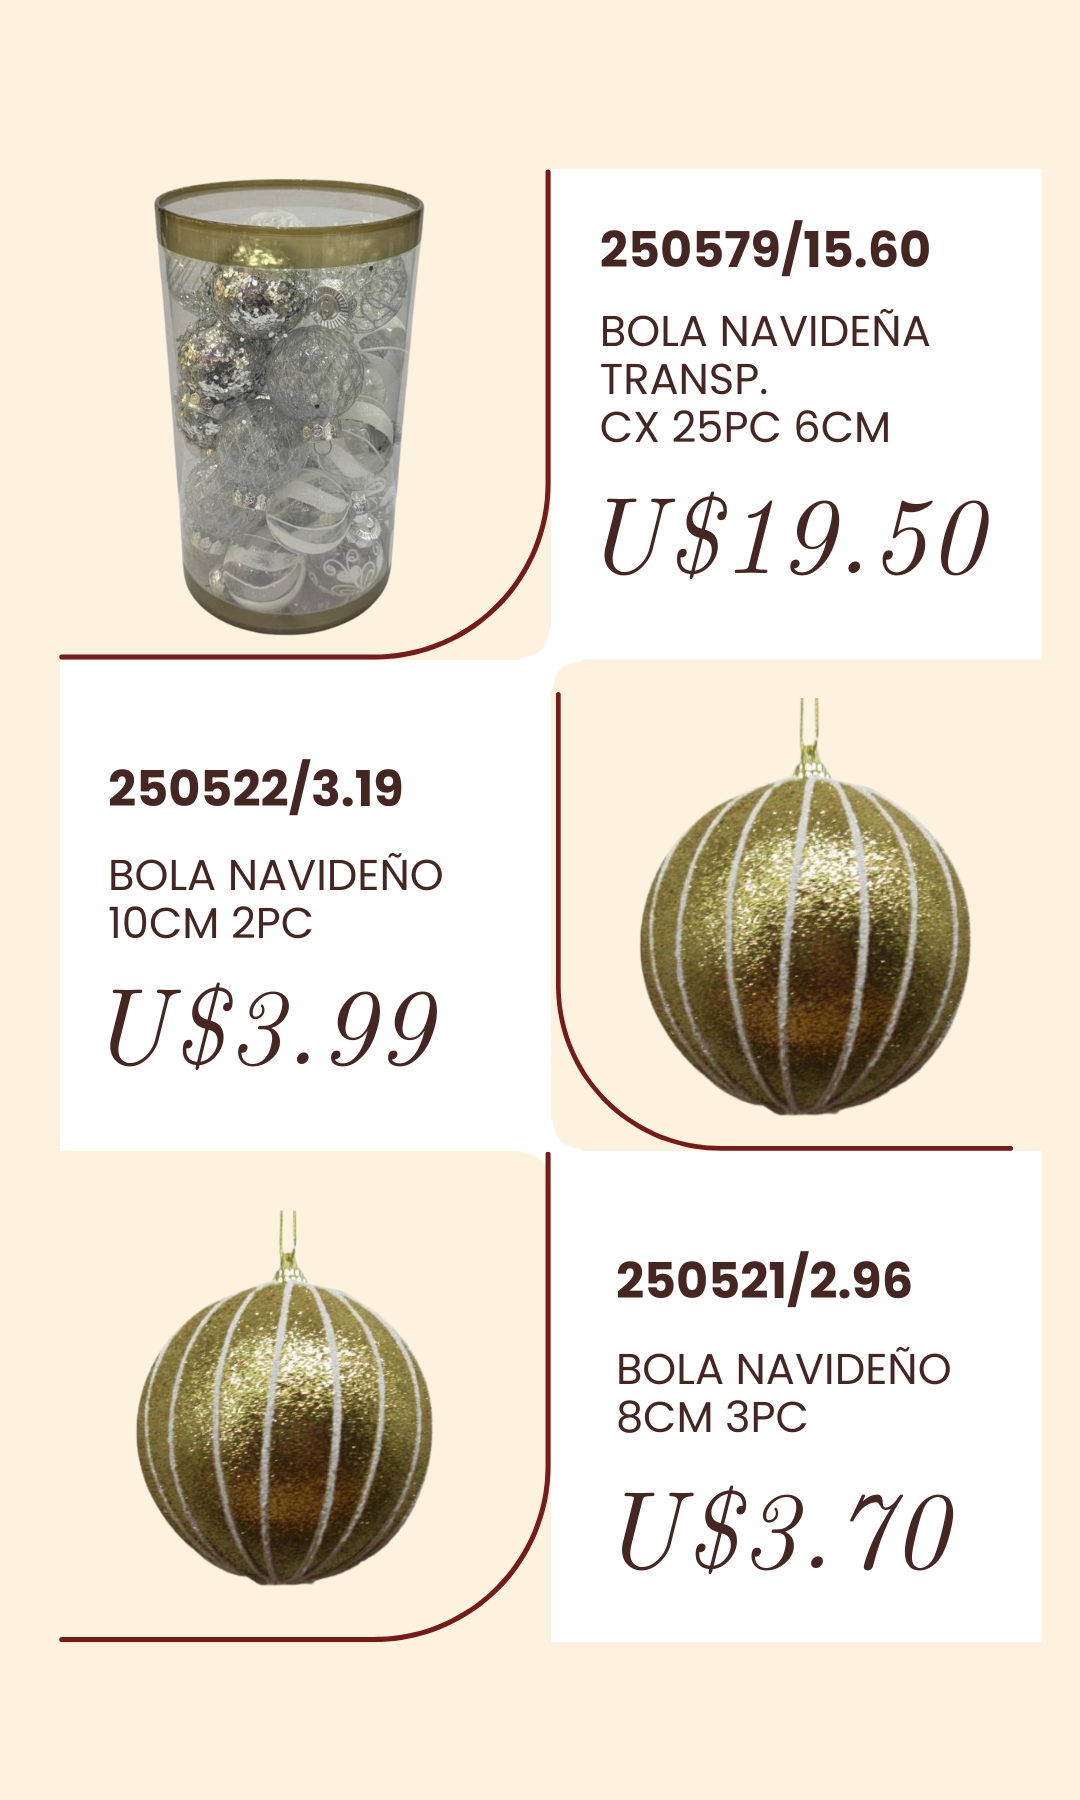 250579/15.60
BOLA NAVIDEÑA
TRANSP.
CX 25PC 6CM
U$19.50
250522/3.19
BOLA NAVIDEÑO
10CM 2PC
U$3.99
250521/2.96
BOLA NAVIDEÑO
8CM 3PC
U$3.70